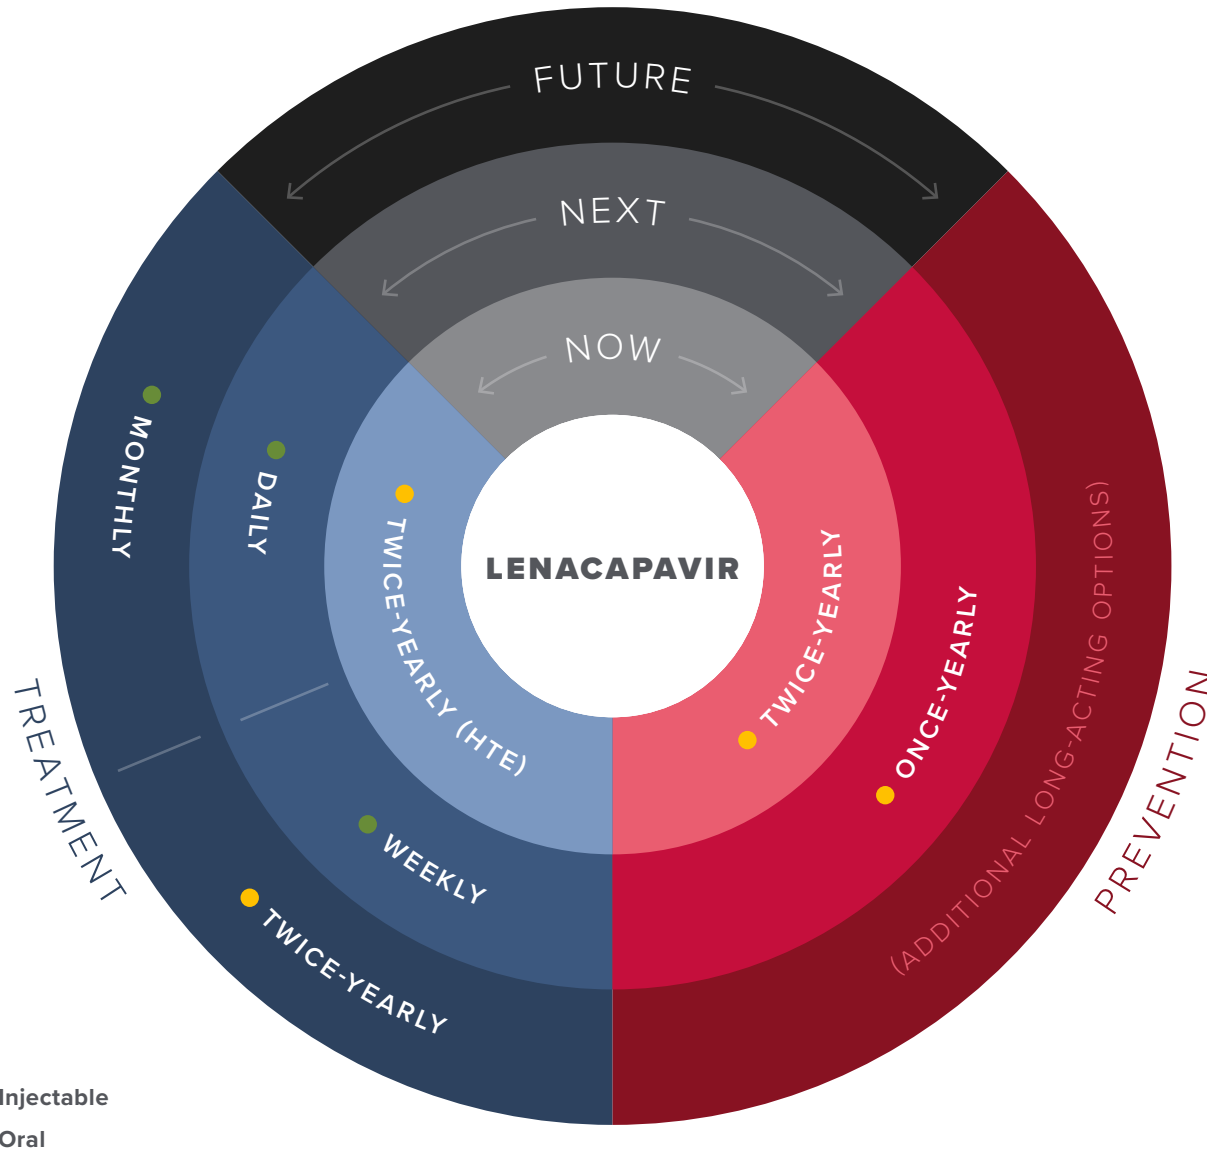 FUTURE
NEXT
NOW
LENACAPAVIR
MONTHLY
DAILY
TWICE-YEARLY (HTE)
WEEKLY
TWICE-YEARLY
TREATMENT
TWICE-YEARLY
ONCE-YEARLY
(ADDITIONAL LONG-ACTING OPTIONS)
PREVENTION
Injectable
Oral